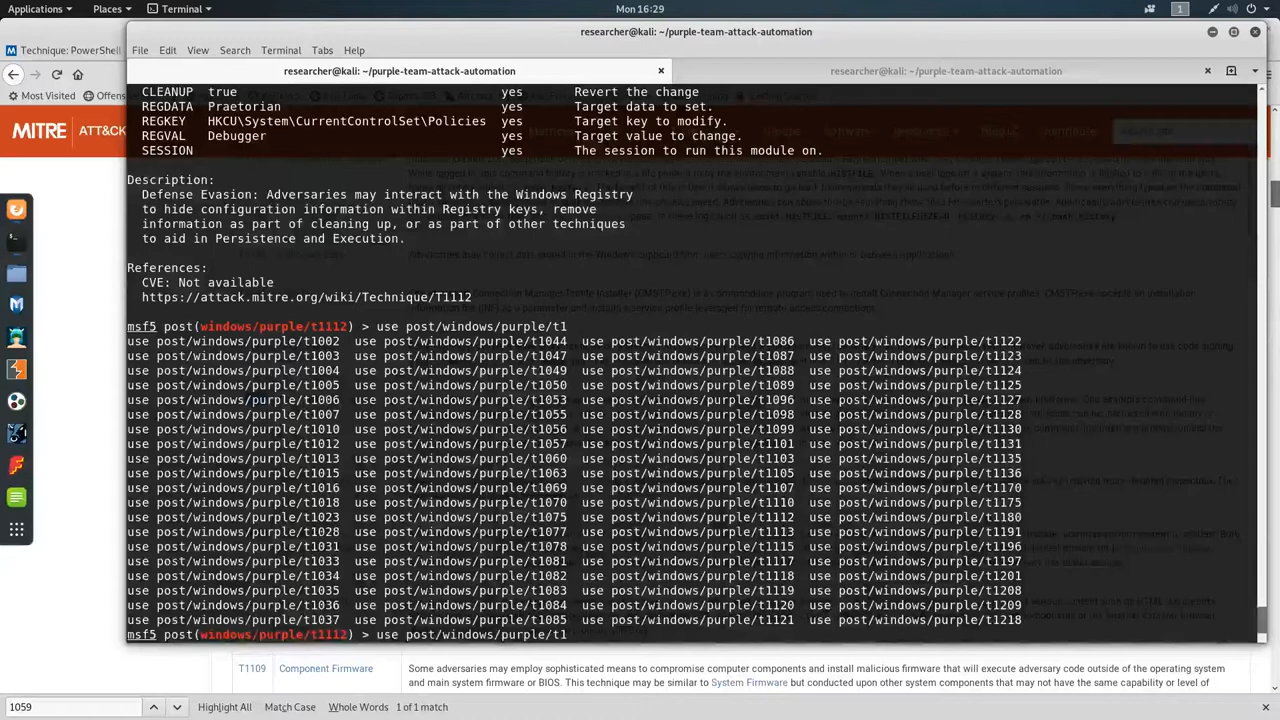 Applications Places Terminal Mon 16:29 1
researcher@kali: ~/purple-team-attack-automation
Technique: PowerShell
File Edit View Search Terminal Tabs Help
researcher@kali: ~/purple-team-attack-automation × researcher@kali: ~/purple-team-attack-automation ×
Most Visited Offens
MITRE ATT&CK
CLEANUP true yes Revert the change
REGDATA Praetorian yes Target data to set.
REGKEY HKCU\System\CurrentControlSet\Policies yes Target key to modify.
REGVAL Debugger yes Target value to change.
SESSION yes The session to run this module on.
Description:
Defense Evasion: Adversaries may interact with the Windows Registry
to hide configuration information within Registry keys, remove
information as part of cleaning up, or as part of other techniques
to aid in Persistence and Execution.
References:
CVE: Not available
https://attack.mitre.org/wiki/Technique/T1112
msf5 post(windows/purple/t1112) > use post/windows/purple/t1
use post/windows/purple/t1002 use post/windows/purple/t1044 use post/windows/purple/t1086 use post/windows/purple/t1122
use post/windows/purple/t1003 use post/windows/purple/t1047 use post/windows/purple/t1087 use post/windows/purple/t1123
use post/windows/purple/t1004 use post/windows/purple/t1049 use post/windows/purple/t1088 use post/windows/purple/t1124
use post/windows/purple/t1005 use post/windows/purple/t1050 use post/windows/purple/t1089 use post/windows/purple/t1125
use post/windows/purple/t1006 use post/windows/purple/t1053 use post/windows/purple/t1096 use post/windows/purple/t1127
use post/windows/purple/t1007 use post/windows/purple/t1055 use post/windows/purple/t1098 use post/windows/purple/t1128
use post/windows/purple/t1010 use post/windows/purple/t1056 use post/windows/purple/t1099 use post/windows/purple/t1130
use post/windows/purple/t1012 use post/windows/purple/t1057 use post/windows/purple/t1101 use post/windows/purple/t1131
use post/windows/purple/t1013 use post/windows/purple/t1060 use post/windows/purple/t1103 use post/windows/purple/t1135
use post/windows/purple/t1015 use post/windows/purple/t1063 use post/windows/purple/t1105 use post/windows/purple/t1136
use post/windows/purple/t1016 use post/windows/purple/t1069 use post/windows/purple/t1107 use post/windows/purple/t1170
use post/windows/purple/t1018 use post/windows/purple/t1070 use post/windows/purple/t1110 use post/windows/purple/t1175
use post/windows/purple/t1023 use post/windows/purple/t1075 use post/windows/purple/t1112 use post/windows/purple/t1180
use post/windows/purple/t1028 use post/windows/purple/t1076 use post/windows/purple/t1113 use post/windows/purple/t1191
use post/windows/purple/t1031 use post/windows/purple/t1078 use post/windows/purple/t1115 use post/windows/purple/t1196
use post/windows/purple/t1033 use post/windows/purple/t1081 use post/windows/purple/t1117 use post/windows/purple/t1197
use post/windows/purple/t1034 use post/windows/purple/t1082 use post/windows/purple/t1118 use post/windows/purple/t1201
use post/windows/purple/t1035 use post/windows/purple/t1083 use post/windows/purple/t1119 use post/windows/purple/t1208
use post/windows/purple/t1036 use post/windows/purple/t1084 use post/windows/purple/t1120 use post/windows/purple/t1209
use post/windows/purple/t1037 use post/windows/purple/t1085 use post/windows/purple/t1121 use post/windows/purple/t1218
msf5 post(windows/purple/t1112) > use post/windows/purple/t1
T1109 Component Firmware Some adversaries may employ sophisticated means to compromise computer components and install malicious firmware that will execute adversary code outside of the operating system
and main system firmware or BIOS. This technique may be similar to System Firmware but conducted upon other system components that may not have the same capability or level of
1059 Highlight All Match Case Whole Words 1 of 1 match